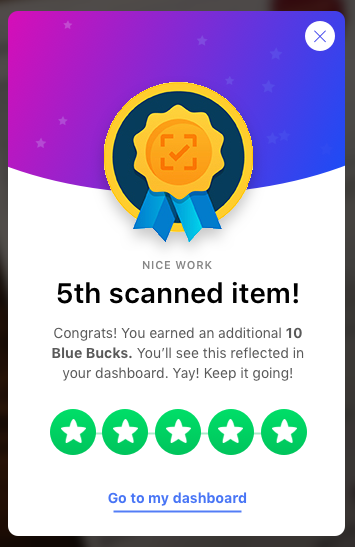 NICE WORK
5th scanned item!
Congrats! You earned an additional 10
Blue Bucks. You’ll see this reflected in
your dashboard. Yay! Keep it going!
Go to my dashboard